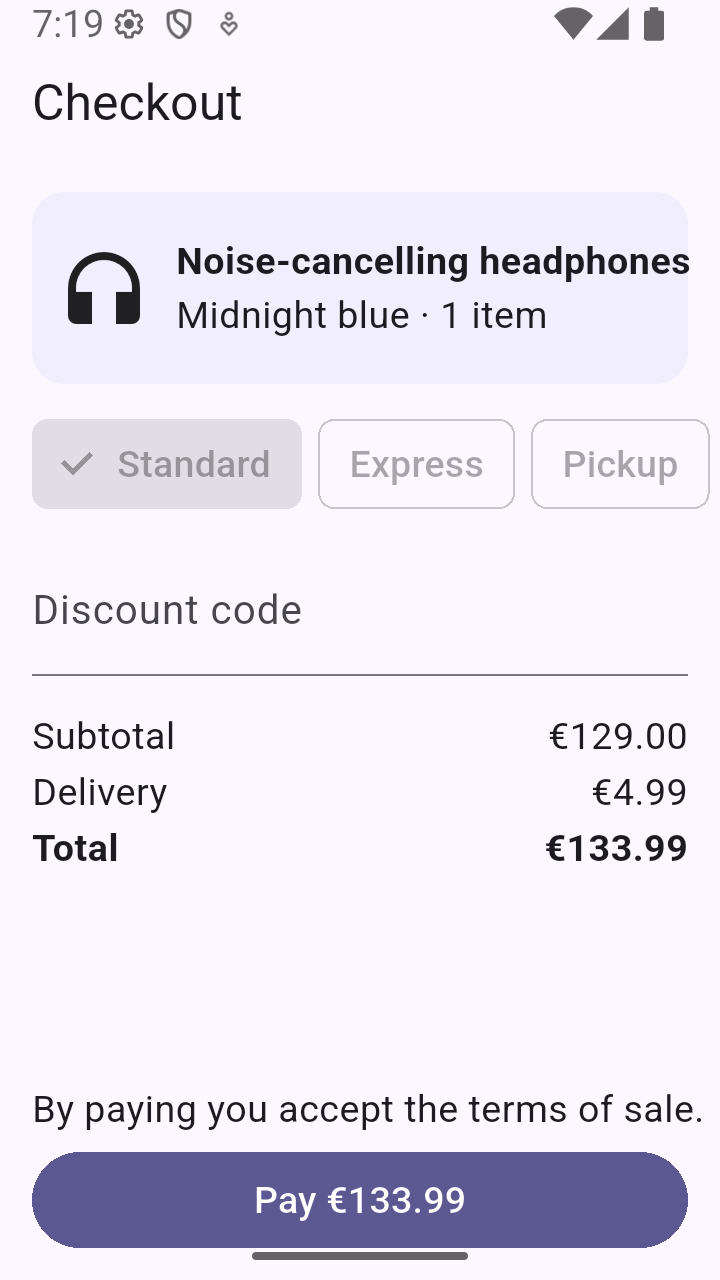 7:19
Checkout
Noise-cancelling headphones
Midnight blue · 1 item
Standard
Express
Pickup
Discount code
Subtotal €129.00
Delivery €4.99
Total €133.99
By paying you accept the terms of sale.
Pay €133.99